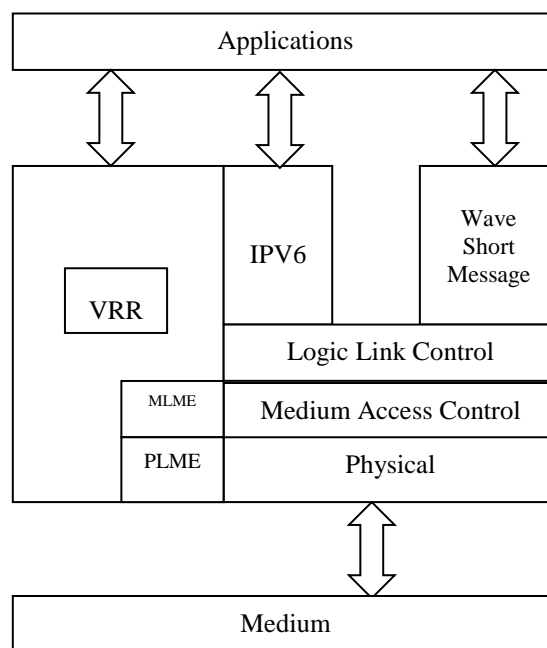 Applications
IPV6
Wave
Short
Message
VRR
Logic Link Control
MLME
Medium Access Control
PLME
Physical
Medium